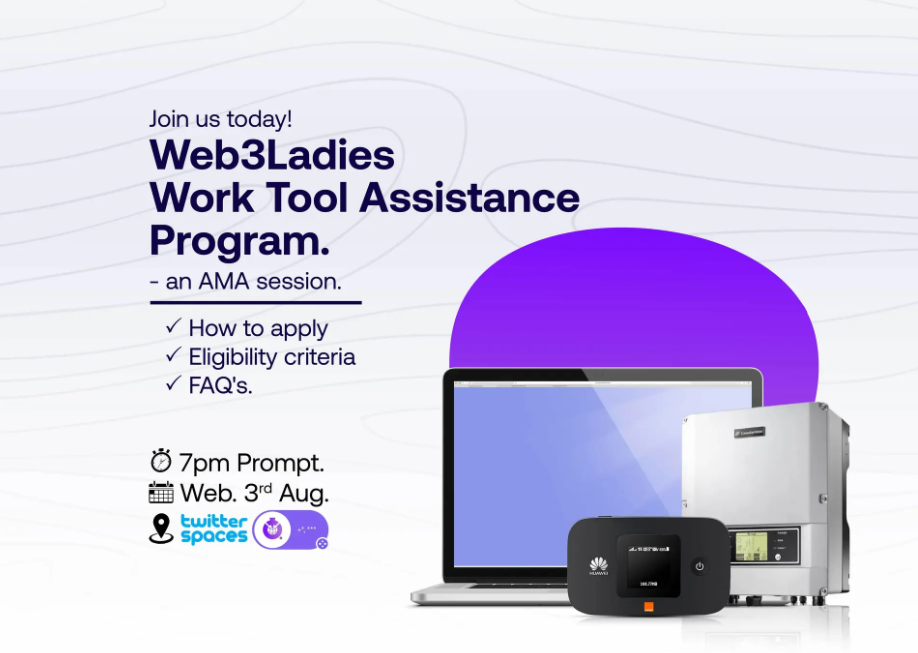 Join us today!
Web3Ladies
Work Tool Assistance
Program.
- an AMA session.
✓ How to apply
✓ Eligibility criteria
✓ FAQ's.
7pm Prompt.
Web. 3rd Aug.
twitter
spaces
HUAWEI